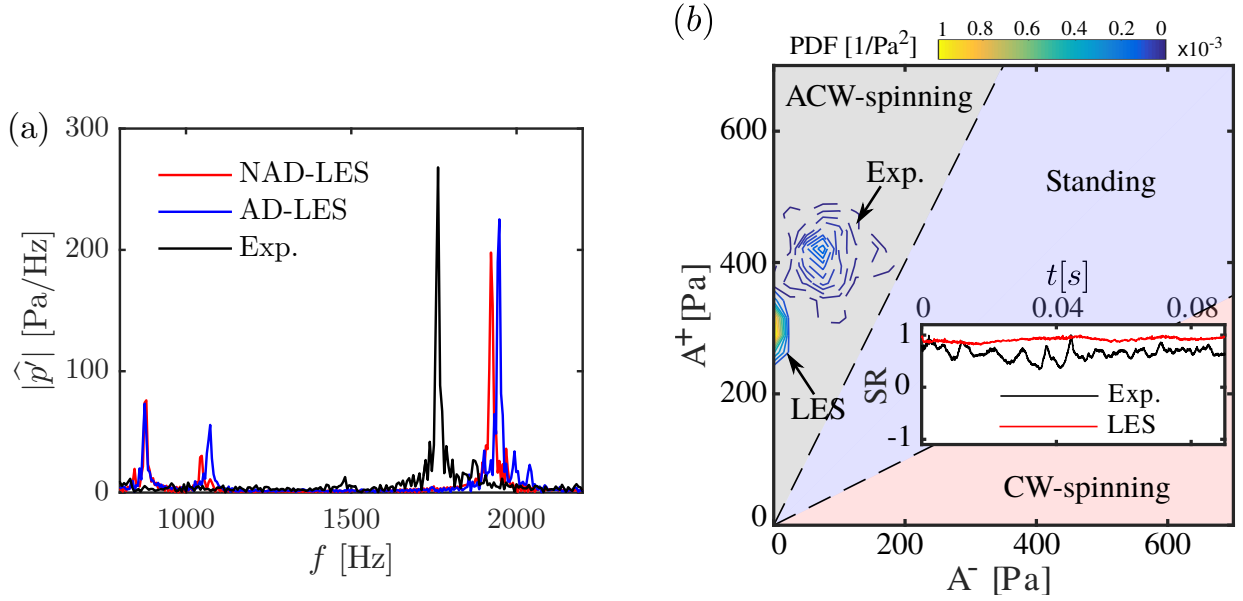 (a)
300
200
100
0
|p̂′| [Pa/Hz]
NAD-LES
AD-LES
Exp.
1000 1500 2000
f [Hz]
(b)
PDF [1/Pa²] 1 0.8 0.6 0.4 0.2 0 x10⁻³
ACW-spinning
Exp.
Standing
LES
CW-spinning
600
400
200
0
A⁺ [Pa]
0 200 400 600
A⁻ [Pa]
t[s]
0 0.04 0.08
1
0
-1
SR
Exp.
LES